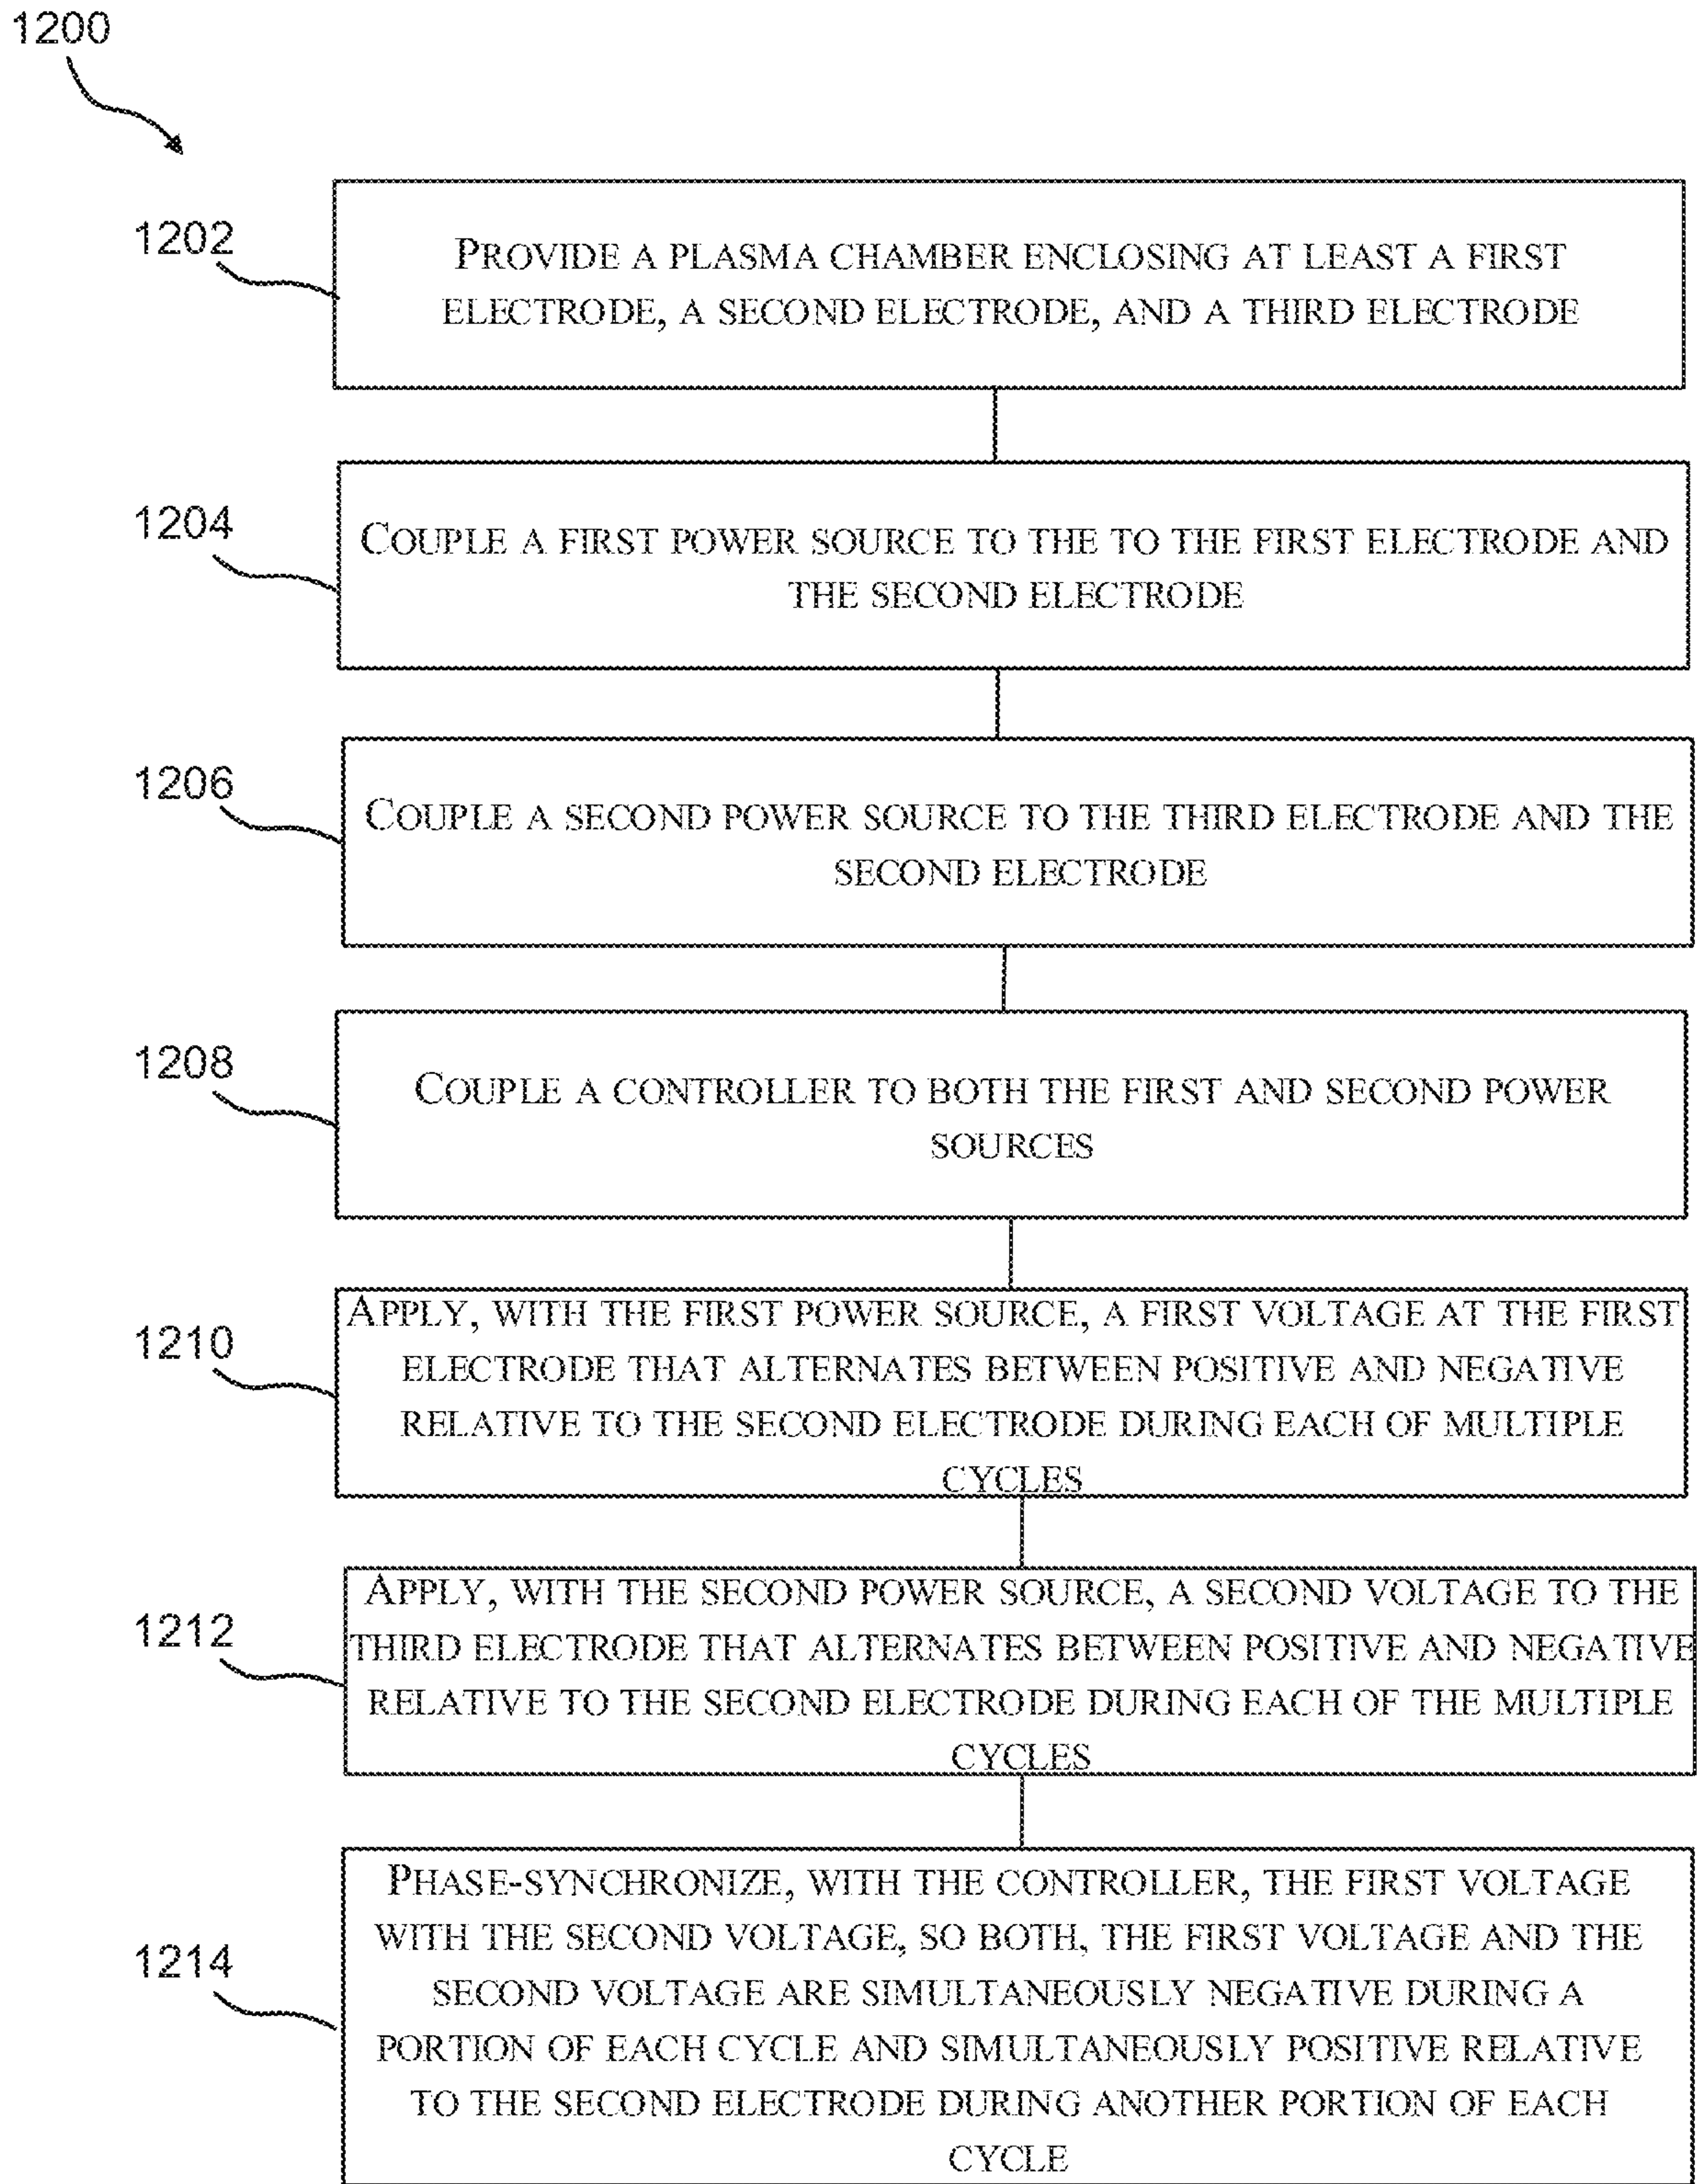 1200
1202
PROVIDE A PLASMA CHAMBER ENCLOSING AT LEAST A FIRST
ELECTRODE, A SECOND ELECTRODE, AND A THIRD ELECTRODE
1204
COUPLE A FIRST POWER SOURCE TO THE TO THE FIRST ELECTRODE AND
THE SECOND ELECTRODE
1206
COUPLE A SECOND POWER SOURCE TO THE THIRD ELECTRODE AND THE
SECOND ELECTRODE
1208
COUPLE A CONTROLLER TO BOTH THE FIRST AND SECOND POWER
SOURCES
1210
APPLY, WITH THE FIRST POWER SOURCE, A FIRST VOLTAGE AT THE FIRST
ELECTRODE THAT ALTERNATES BETWEEN POSITIVE AND NEGATIVE
RELATIVE TO THE SECOND ELECTRODE DURING EACH OF MULTIPLE
CYCLES
1212
APPLY, WITH THE SECOND POWER SOURCE, A SECOND VOLTAGE TO THE
THIRD ELECTRODE THAT ALTERNATES BETWEEN POSITIVE AND NEGATIVE
RELATIVE TO THE SECOND ELECTRODE DURING EACH OF THE MULTIPLE
CYCLES
1214
PHASE-SYNCHRONIZE, WITH THE CONTROLLER, THE FIRST VOLTAGE
WITH THE SECOND VOLTAGE, SO BOTH, THE FIRST VOLTAGE AND THE
SECOND VOLTAGE ARE SIMULTANEOUSLY NEGATIVE DURING A
PORTION OF EACH CYCLE AND SIMULTANEOUSLY POSITIVE RELATIVE
TO THE SECOND ELECTRODE DURING ANOTHER PORTION OF EACH
CYCLE